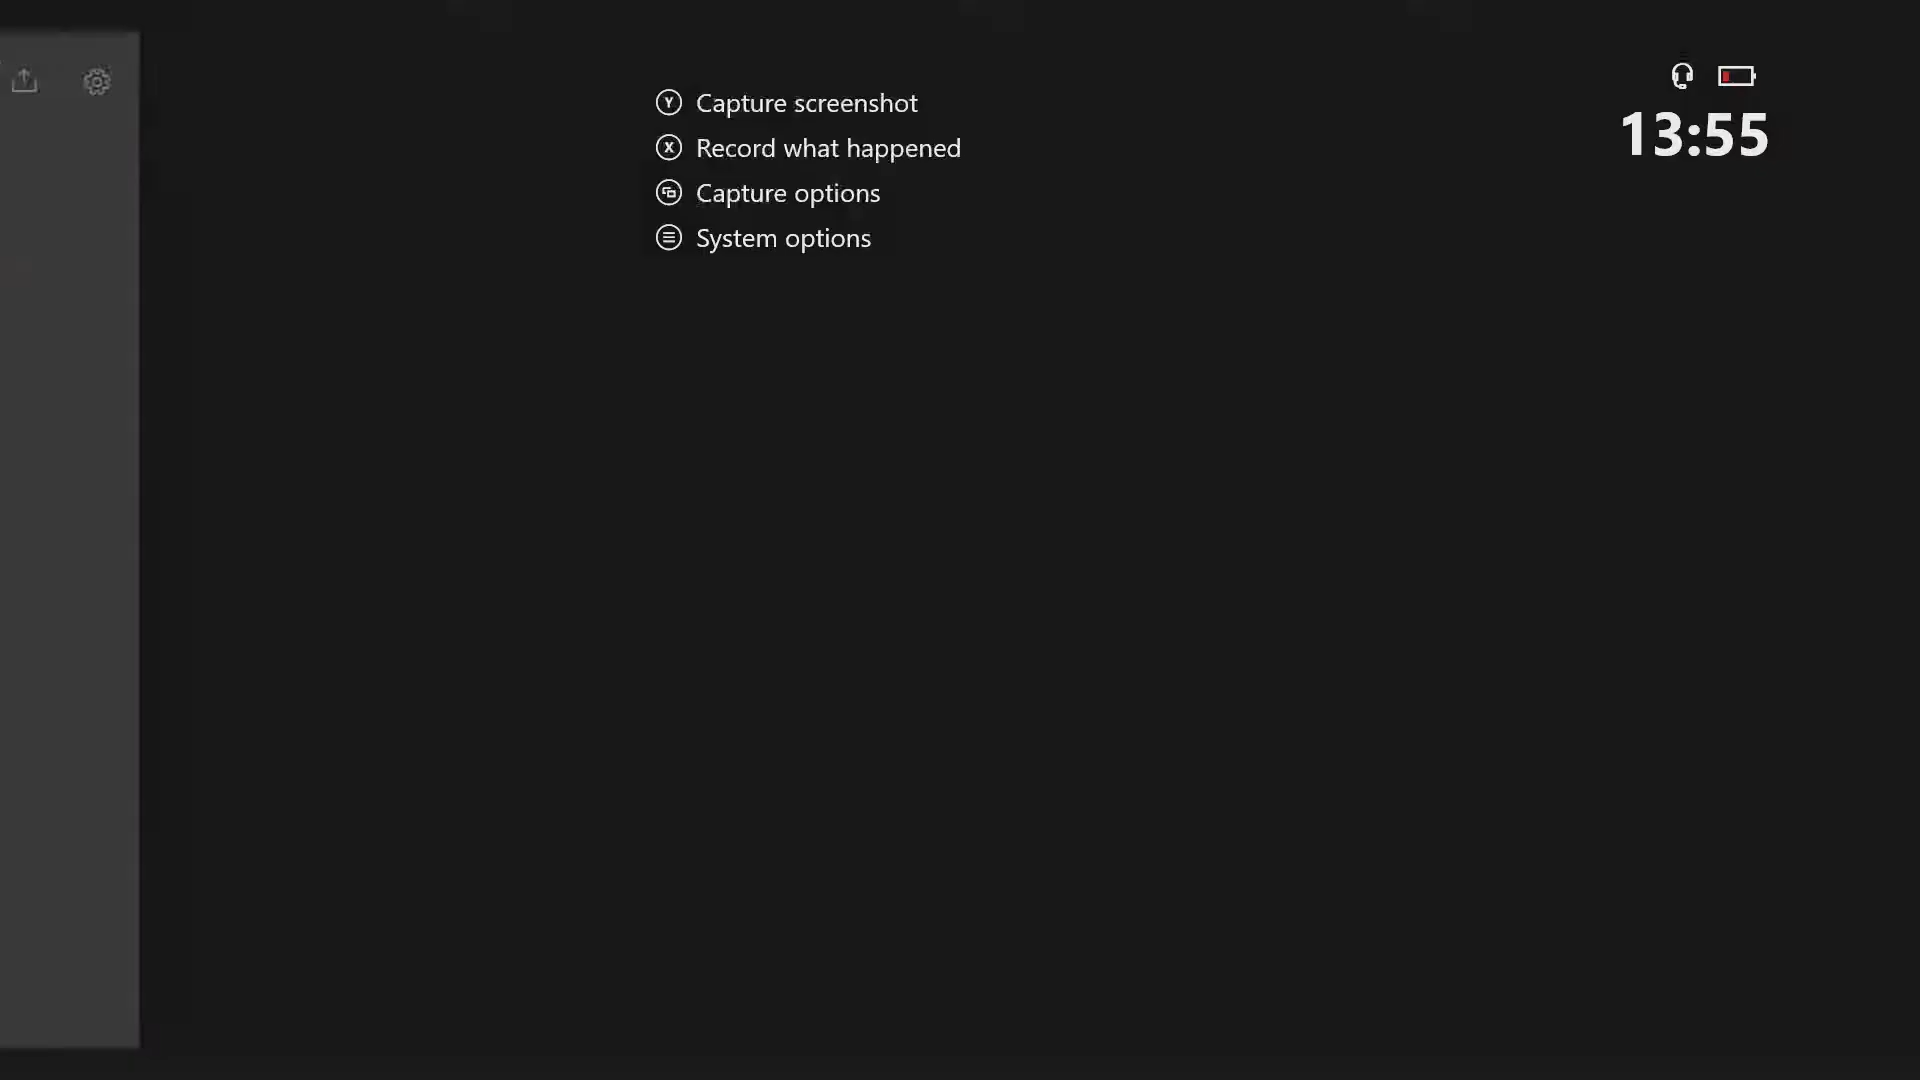 13:55
Y Capture screenshot
X Record what happened
Capture options
System options